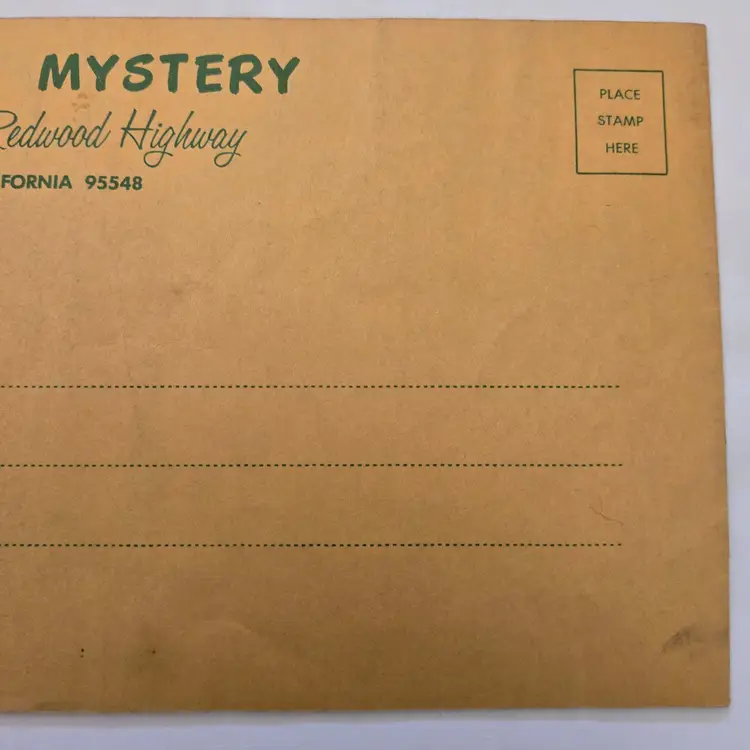 MYSTERY
Redwood Highway
FORNIA 95548
PLACE
STAMP
HERE